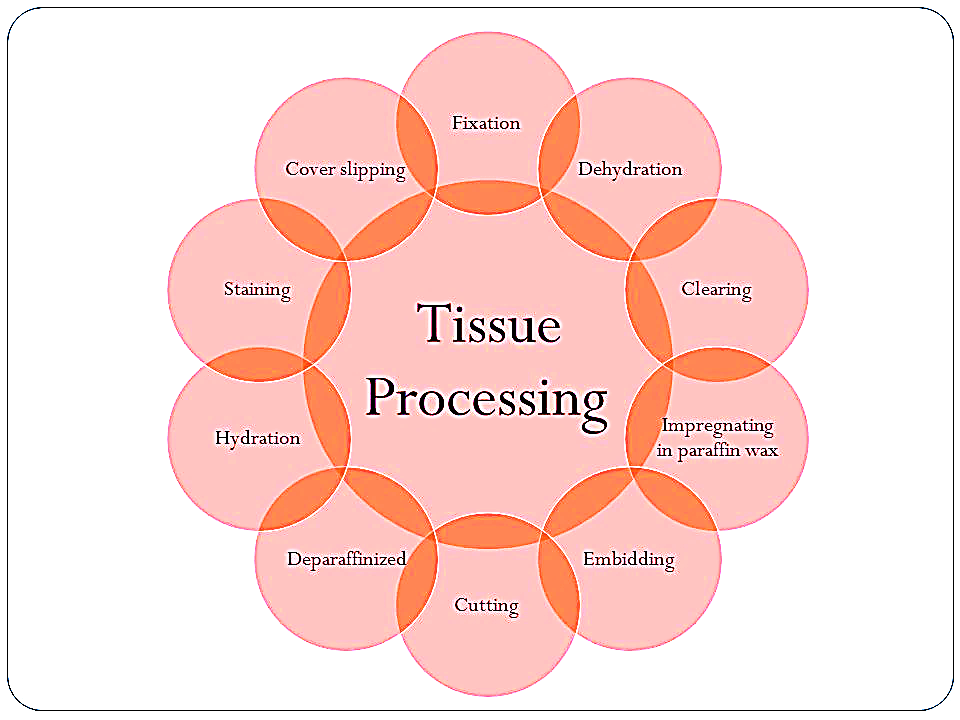 Fixation
Dehydration
Clearing
Impregnating
in paraffin wax
Embidding
Cutting
Deparaffinized
Hydration
Staining
Cover slipping
Tissue
Processing